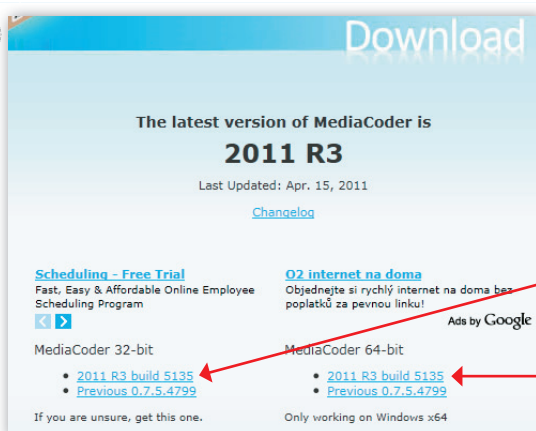 Download
The latest version of MediaCoder is
2011 R3
Last Updated: Apr. 15, 2011
Changelog
Scheduling - Free Trial
Fast, Easy & Affordable Online Employee
Scheduling Program
O2 internet na doma
Objednejte si rychlý internet na doma bez
poplatků za pevnou linku!
Ads by Google
MediaCoder 32-bit
• 2011 R3 build 5135
• Previous 0.7.5.4799
If you are unsure, get this one.
MediaCoder 64-bit
• 2011 R3 build 5135
• Previous 0.7.5.4799
Only working on Windows x64